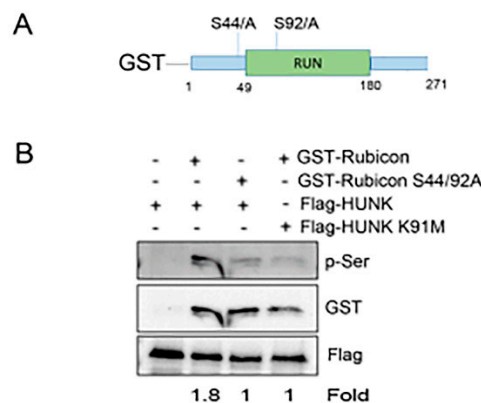 A
S44/A S92/A
GST
RUN
1 49 180 271
B
- + - + GST-Rubicon
- - + - GST-Rubicon S44/92A
+ + + - Flag-HUNK
- - - + Flag-HUNK K91M
p-Ser
GST
Flag
1.8 1 1 Fold